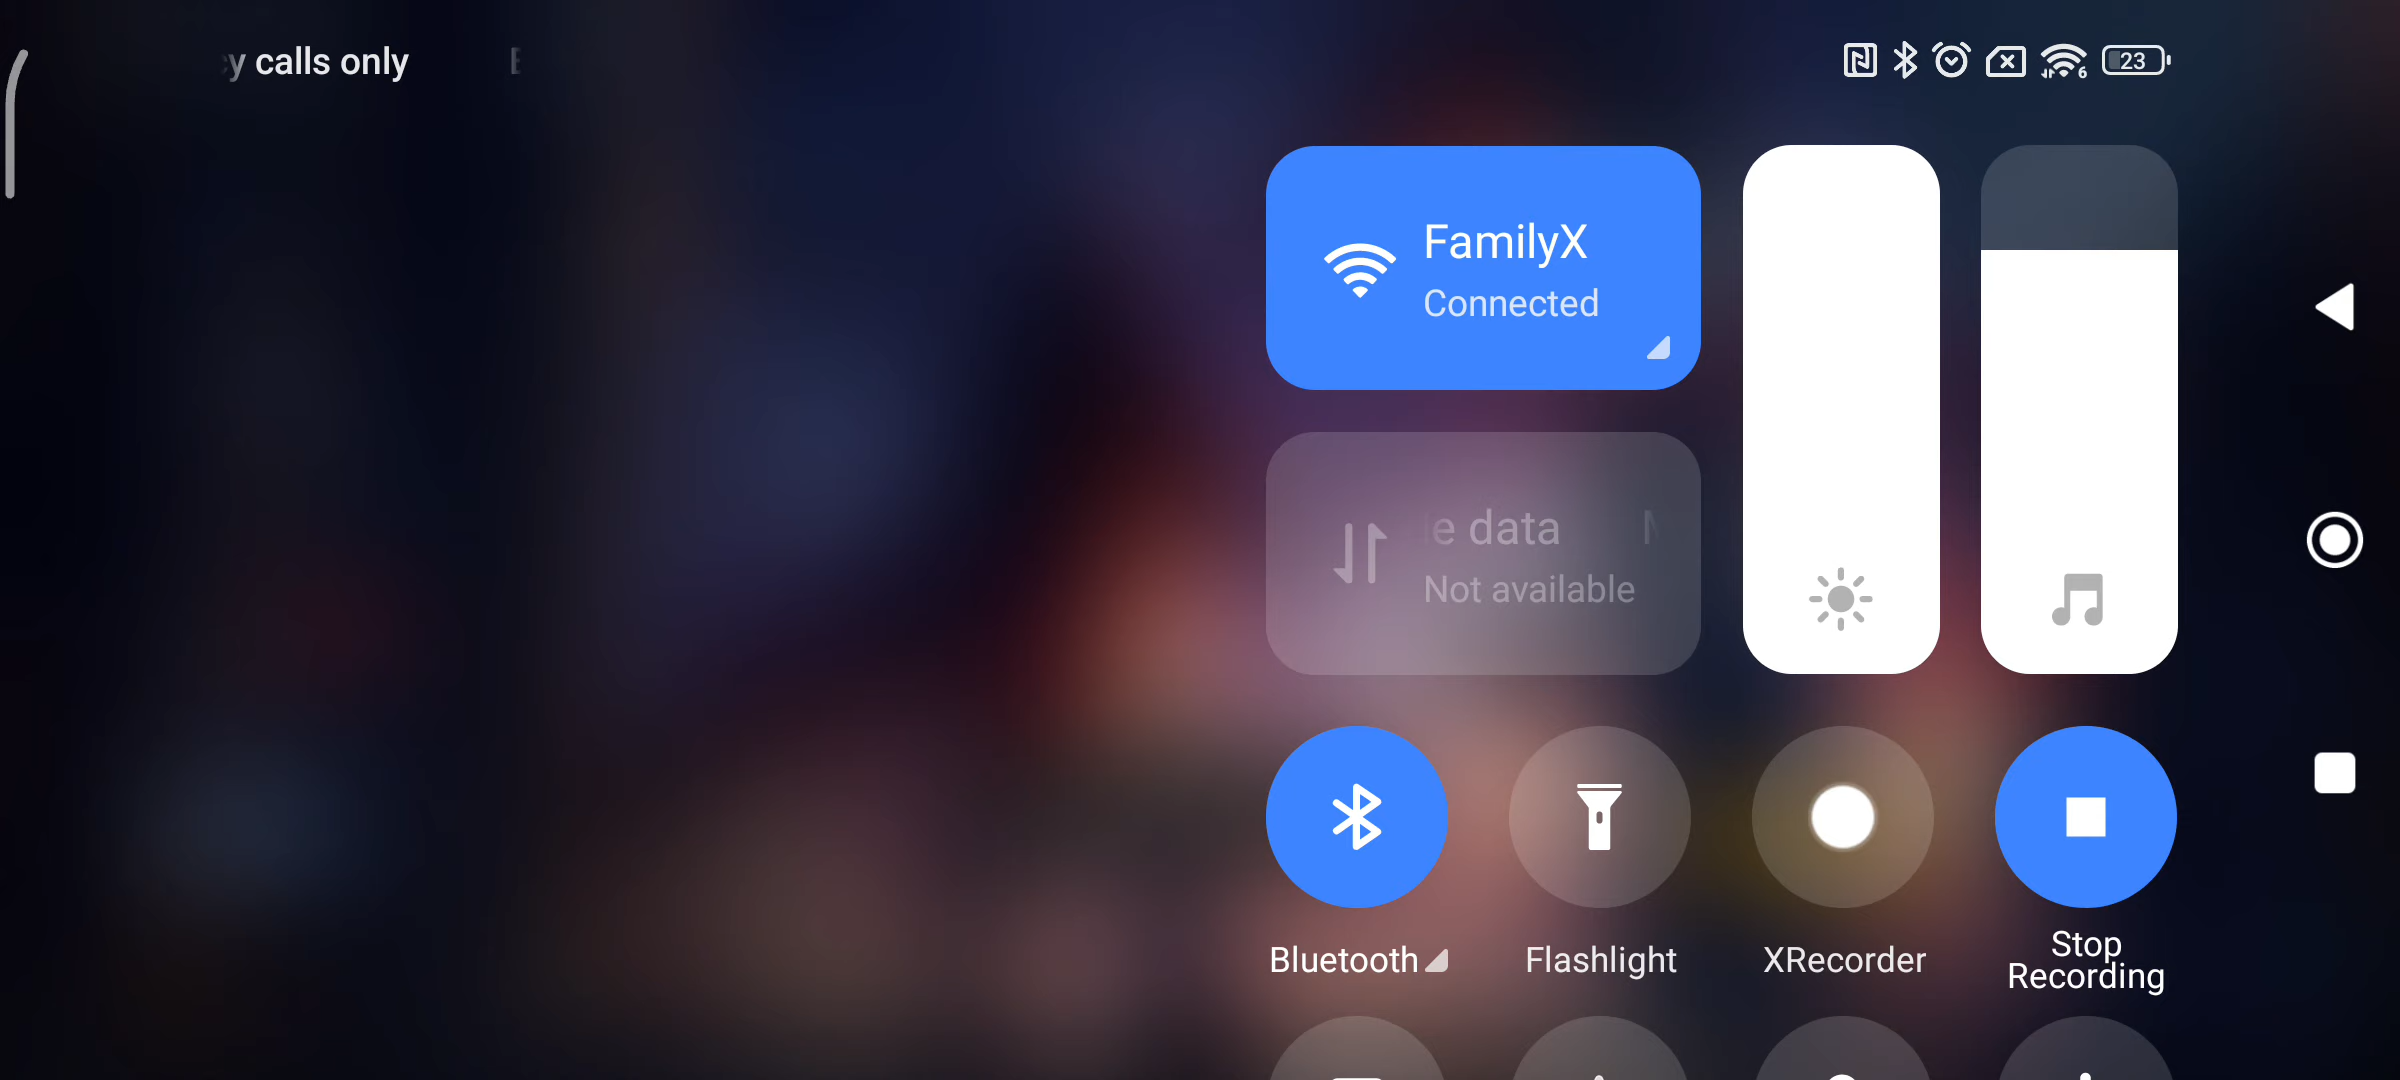 calls only
23
FamilyX
Connected
data
Not available
Bluetooth
Flashlight
XRecorder
Stop
Recording